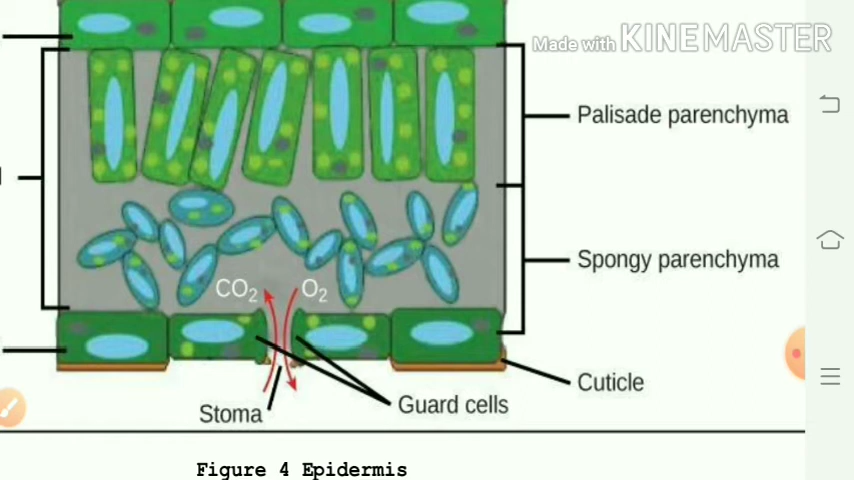 Made with KINEMASTER
Palisade parenchyma
Spongy parenchyma
CO₂
O₂
Cuticle
Guard cells
Stoma
Figure 4 Epidermis